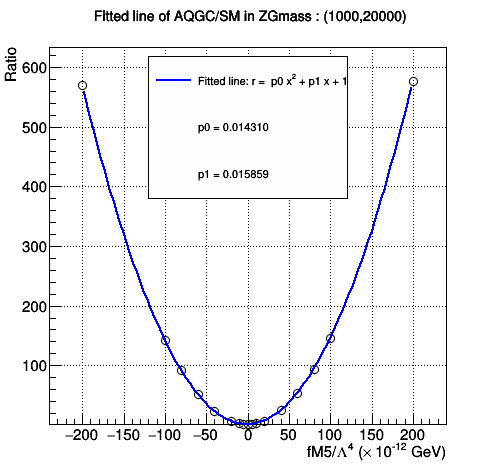 FItted line of AQGC/SM in ZGmass : (1000,20000)
Ratio
600
500
400
300
200
100
Fitted line: r = p0 x² + p1 x + 1
p0 = 0.014310
p1 = 0.015859
−200 −150 −100 −50 0 50 100 150 200
fM5/Λ⁴ (× 10⁻¹² GeV)